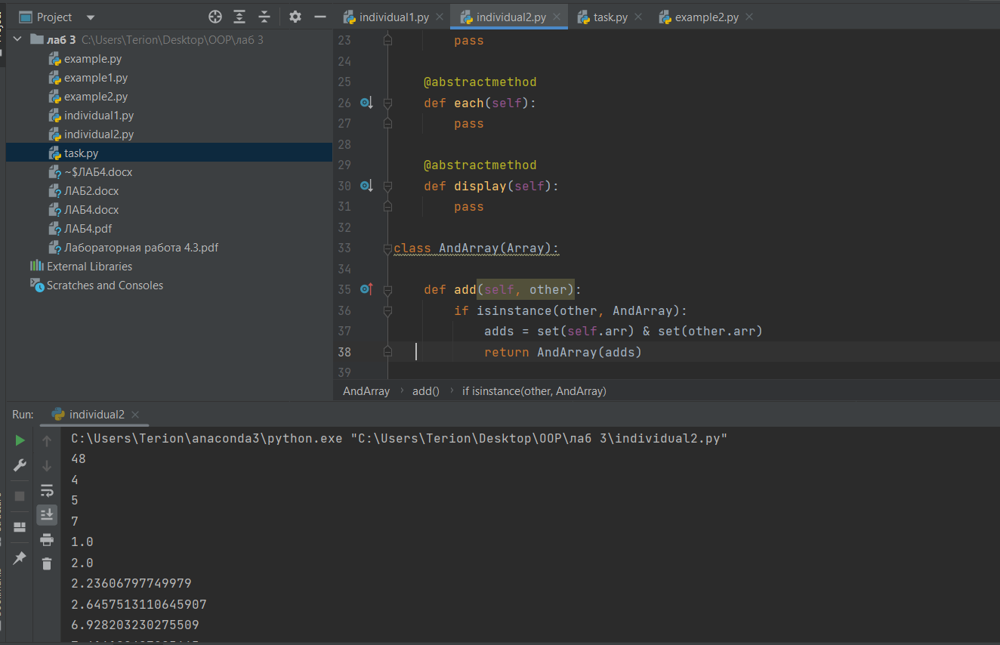 Project
individual1.py
individual2.py
task.py
example2.py
лаб 3 C:\Users\Terion\Desktop\OOP\лаб 3
example.py
example1.py
example2.py
individual1.py
individual2.py
task.py
~$ЛАБ4.docx
ЛАБ2.docx
ЛАБ4.docx
ЛАБ4.pdf
Лабораторная работа 4.3.pdf
External Libraries
Scratches and Consoles
23 pass
24
25 @abstractmethod
26 def each(self):
27 pass
28
29 @abstractmethod
30 def display(self):
31 pass
32
33 class AndArray(Array):
34
35 def add(self, other):
36 if isinstance(other, AndArray):
37 adds = set(self.arr) & set(other.arr)
38 return AndArray(adds)
39
AndArray › add() › if isinstance(other, AndArray)
Run: individual2
C:\Users\Terion\anaconda3\python.exe "C:\Users\Terion\Desktop\OOP\лаб 3\individual2.py"
48
4
5
7
1.0
2.0
2.23606797749979
2.6457513110645907
6.928203230275509